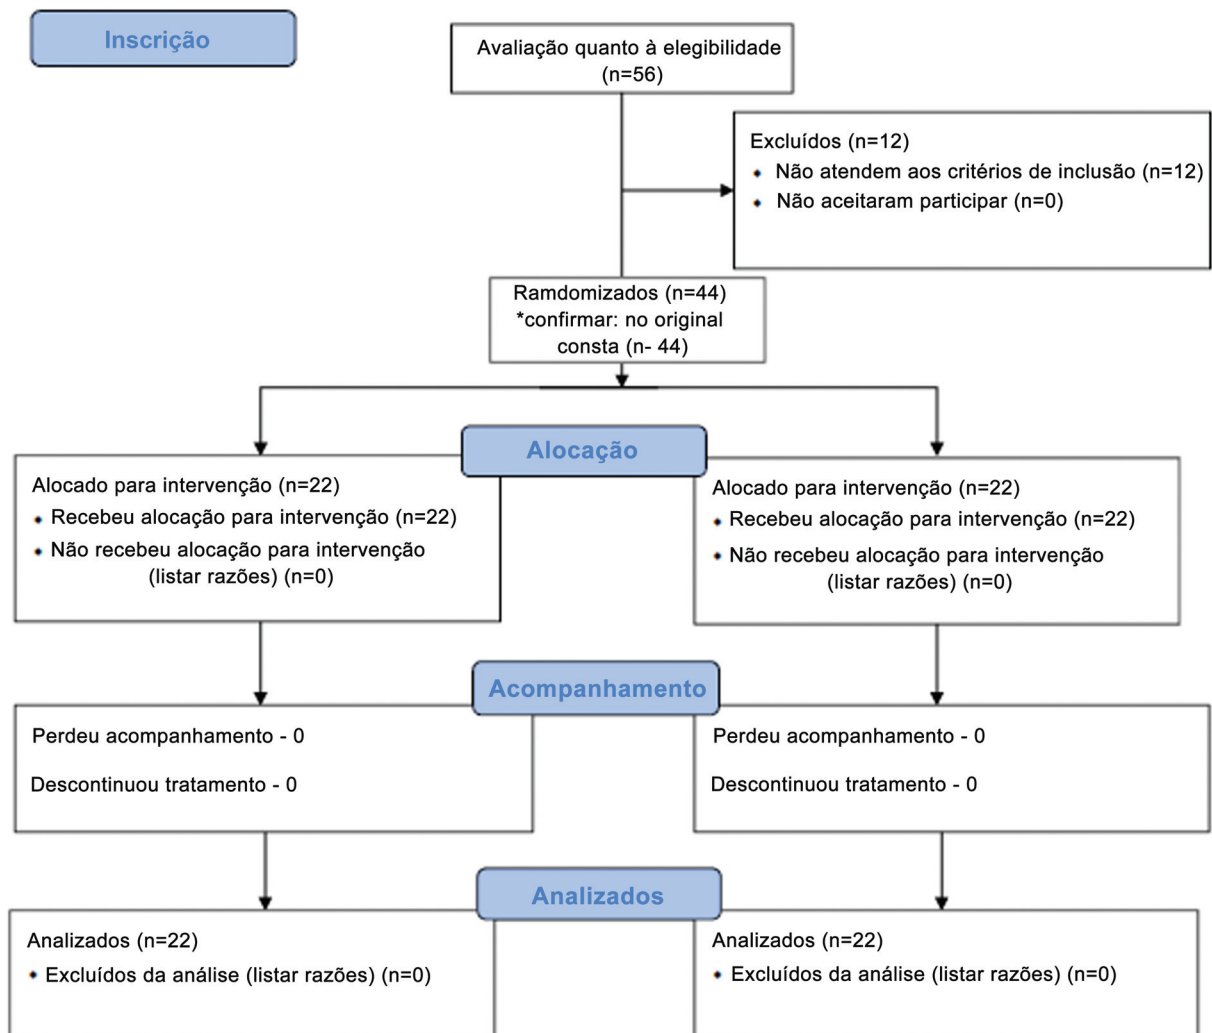 Inscrição
Avaliação quanto à elegibilidade
(n=56)
Excluídos (n=12)
• Não atendem aos critérios de inclusão (n=12)
• Não aceitaram participar (n=0)
Ramdomizados (n=44)
*confirmar: no original
consta (n- 44)
Alocação
Alocado para intervenção (n=22)
• Recebeu alocação para intervenção (n=22)
• Não recebeu alocação para intervenção
(listar razões) (n=0)
Alocado para intervenção (n=22)
• Recebeu alocação para intervenção (n=22)
• Não recebeu alocação para intervenção
(listar razões) (n=0)
Acompanhamento
Perdeu acompanhamento - 0
Descontinuou tratamento - 0
Perdeu acompanhamento - 0
Descontinuou tratamento - 0
Analizados
Analizados (n=22)
• Excluídos da análise (listar razões) (n=0)
Analizados (n=22)
• Excluídos da análise (listar razões) (n=0)